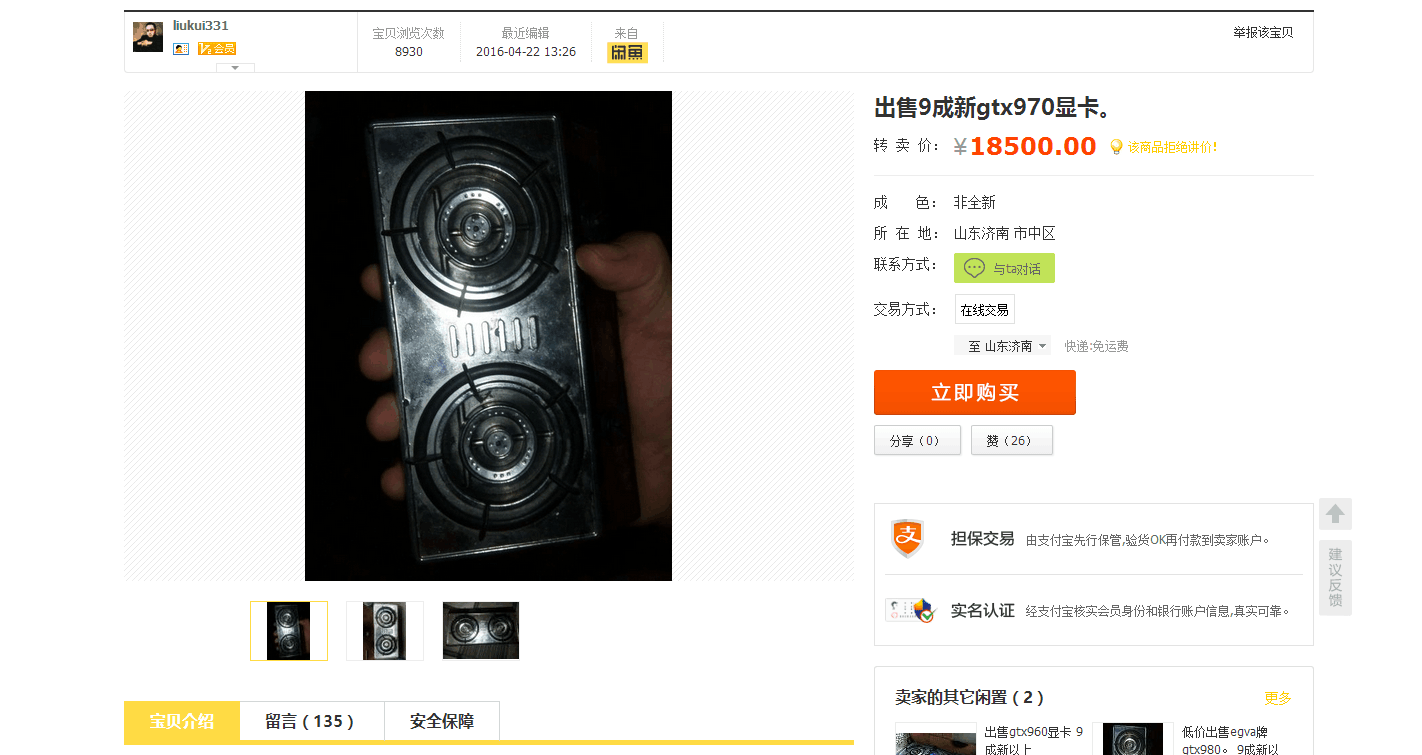 liukui331
会员
宝贝浏览次数
8930
最近编辑
2016-04-22 13:26
来自
闲鱼
举报该宝贝
出售9成新gtx970显卡。
转 卖 价： ¥18500.00 该商品拒绝讲价!
成 色： 非全新
所 在 地： 山东济南 市中区
联系方式： 与ta对话
交易方式： 在线交易
至 山东济南 快递:免运费
立即购买
分享（0） 赞（26）
支 担保交易 由支付宝先行保管,验货OK再付款到卖家账户。
实名认证 经支付宝核实会员身份和银行账户信息,真实可靠。
建议反馈
卖家的其它闲置 ( 2 ) 更多
出售gtx960显卡 9
成新以上
低价出售egva牌
gtx980。 9成新以
宝贝介绍 留言 ( 135 ) 安全保障